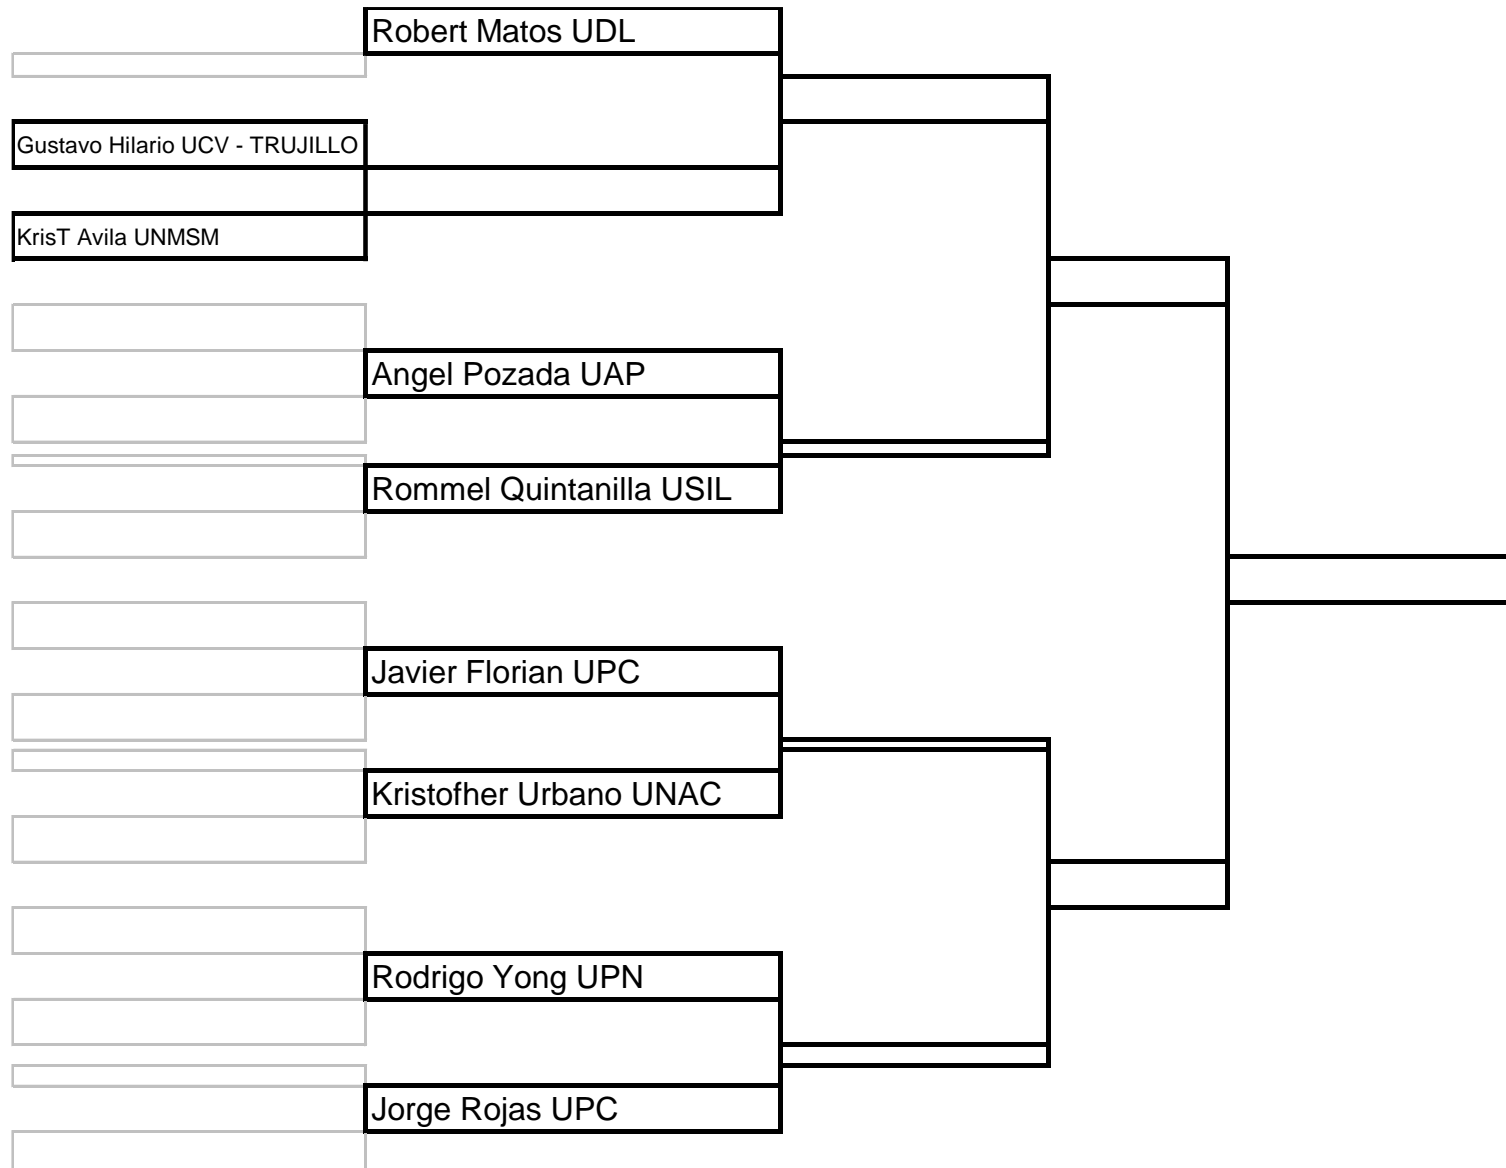 Robert Matos UDL
Gustavo Hilario UCV - TRUJILLO
KrisT Avila UNMSM
Angel Pozada UAP
Rommel Quintanilla USIL
Javier Florian UPC
Kristofher Urbano UNAC
Rodrigo Yong UPN
Jorge Rojas UPC